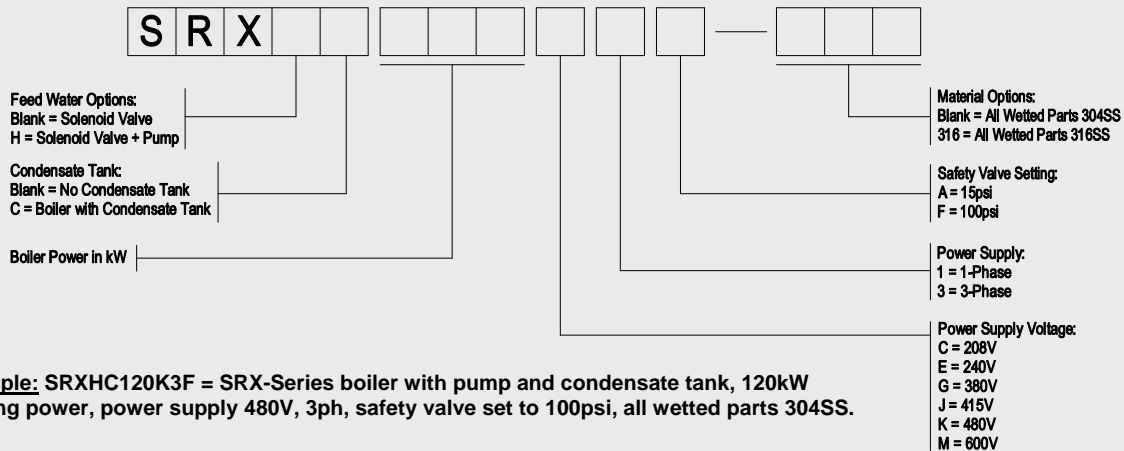 SRX
Feed Water Options:
Blank = Solenoid Valve
H = Solenoid Valve + Pump
Condensate Tank:
Blank = No Condensate Tank
C = Boiler with Condensate Tank
Boiler Power in kW
Material Options:
Blank = All Wetted Parts 304SS
316 = All Wetted Parts 316SS
Safety Valve Setting:
A = 15psi
F = 100psi
Power Supply:
1 = 1-Phase
3 = 3-Phase
Power Supply Voltage:
C = 208V
E = 240V
G = 380V
J = 415V
K = 480V
M = 600V
ple: SRXHC120K3F = SRX-Series boiler with pump and condensate tank, 120kW
ng power, power supply 480V, 3ph, safety valve set to 100psi, all wetted parts 304SS.